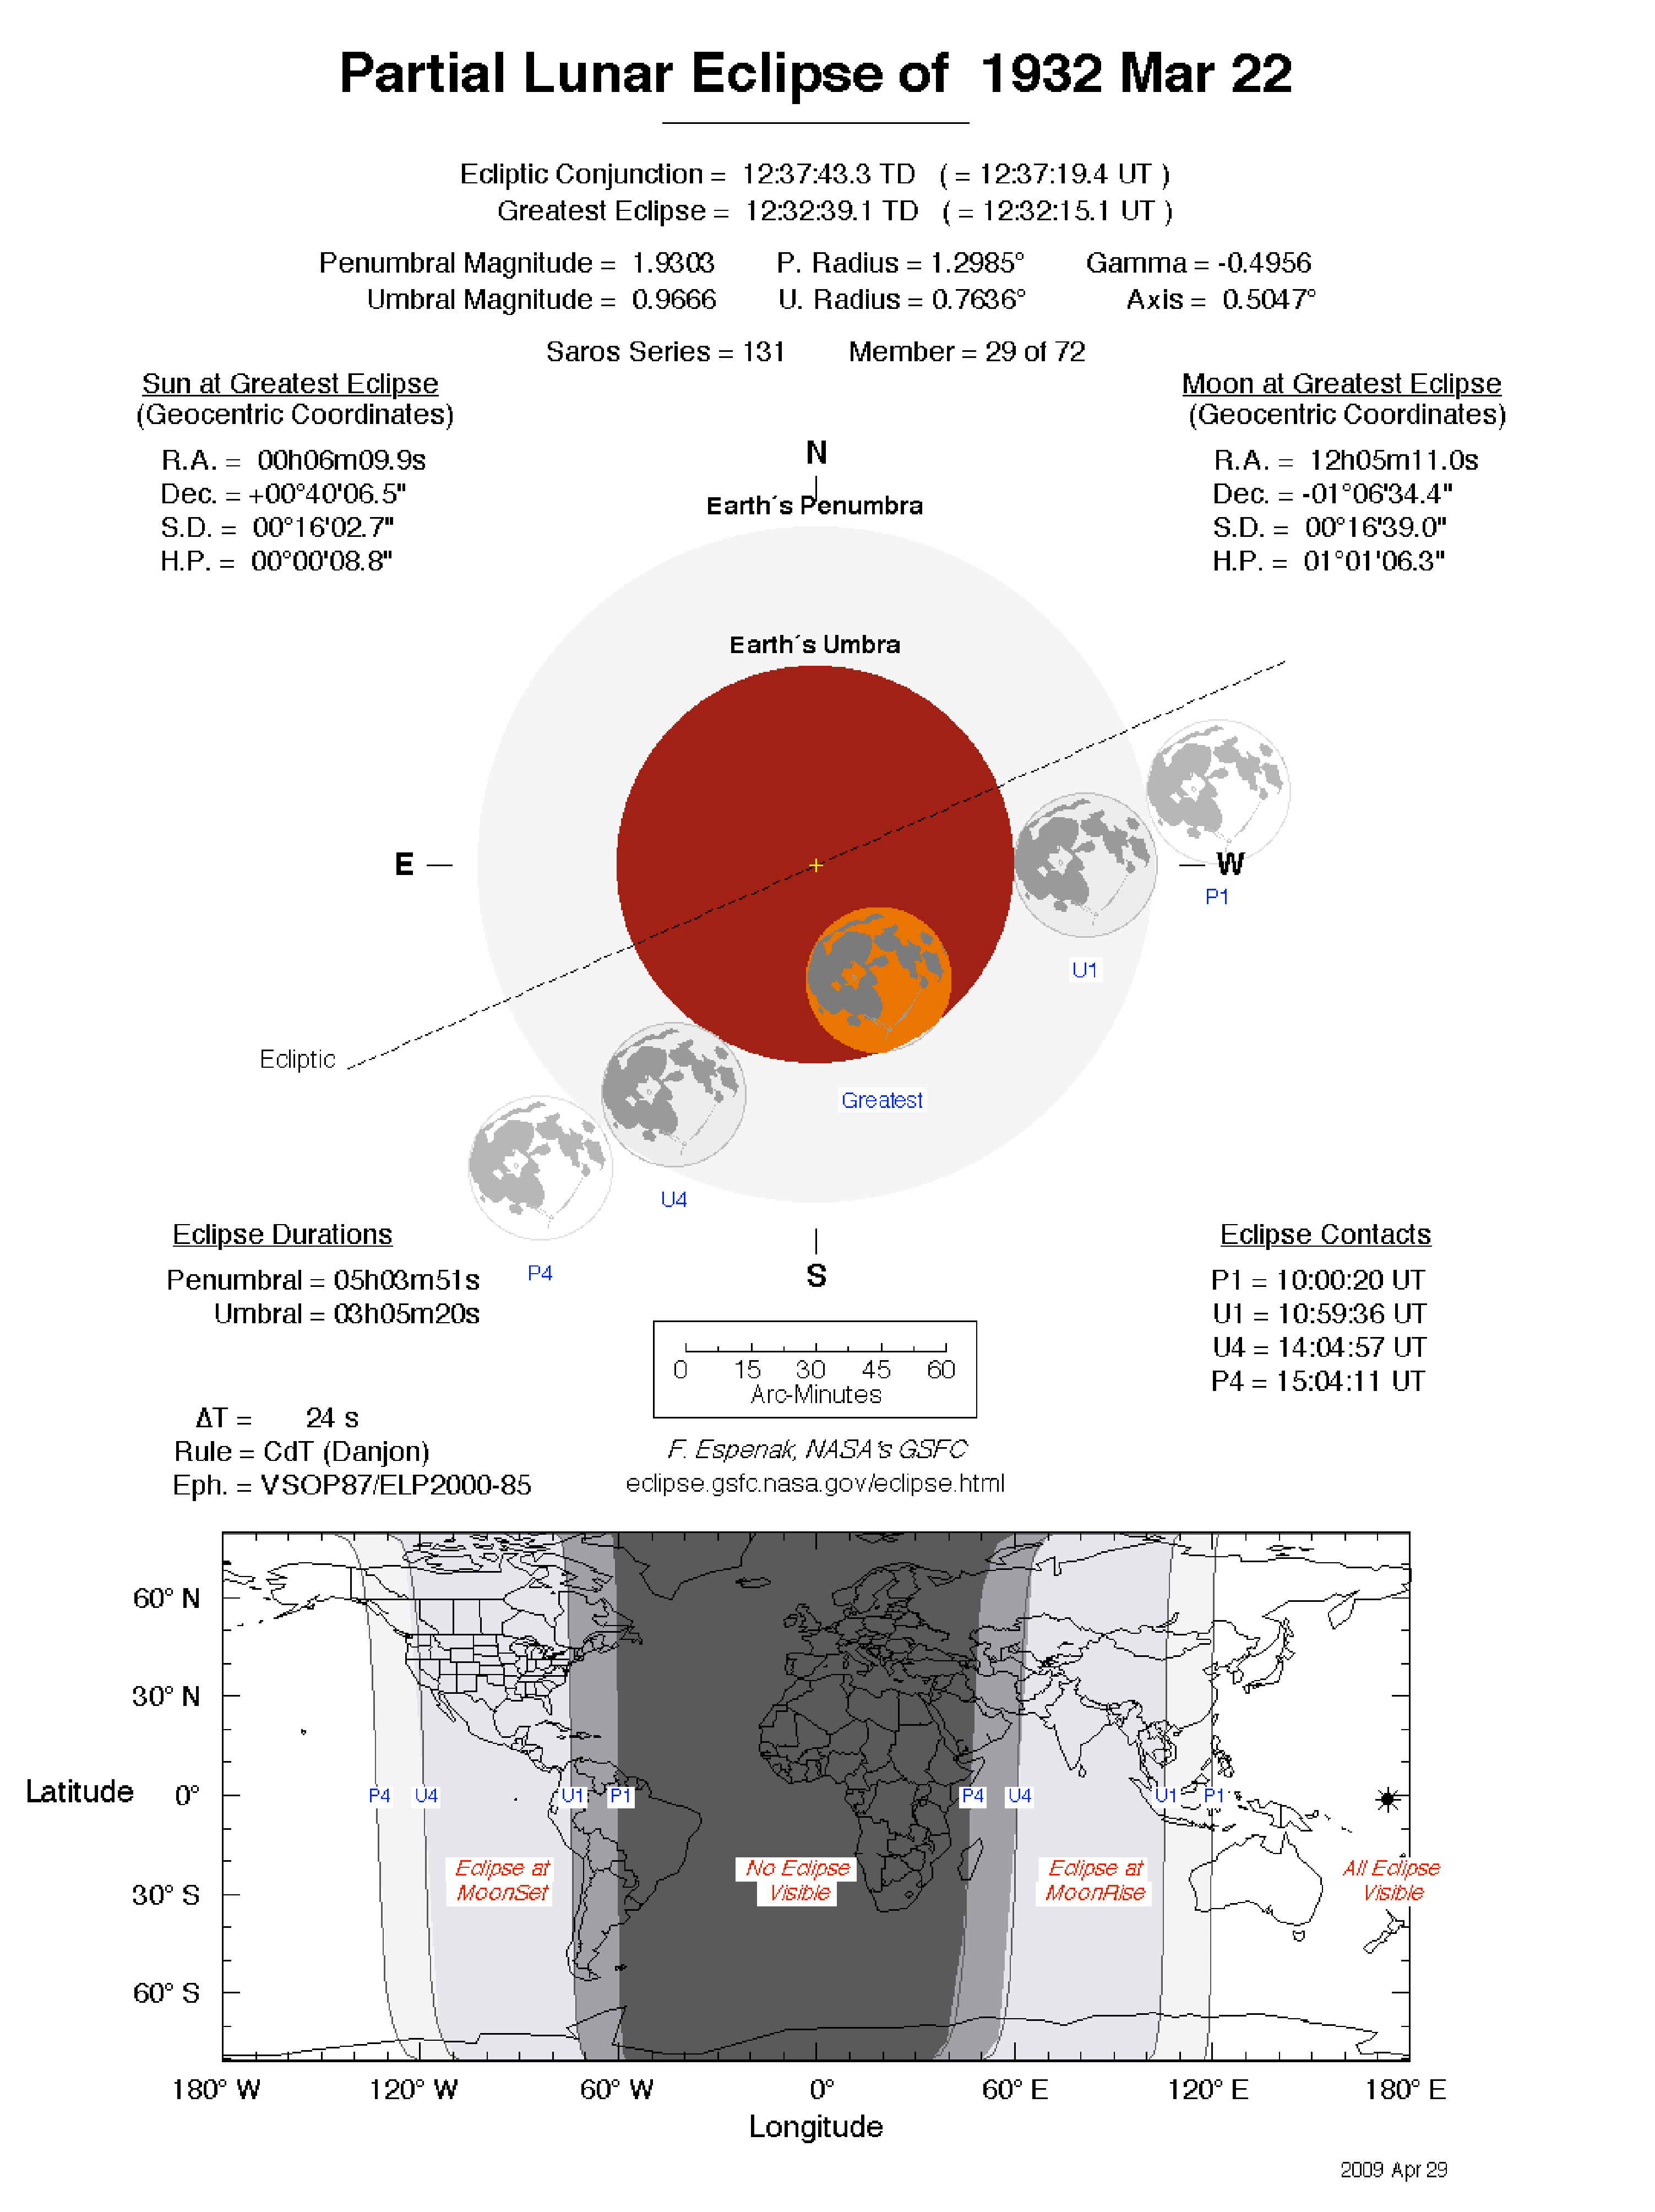 Partial Lunar Eclipse of 1932 Mar 22
Ecliptic Conjunction = 12:37:43.3 TD ( = 12:37:19.4 UT )
Greatest Eclipse = 12:32:39.1 TD ( = 12:32:15.1 UT )
Penumbral Magnitude = 1.9303 P. Radius = 1.2985° Gamma = -0.4956
Umbral Magnitude = 0.9666 U. Radius = 0.7636° Axis = 0.5047°
Saros Series = 131 Member = 29 of 72
Sun at Greatest Eclipse
(Geocentric Coordinates)
R.A. = 00h06m09.9s
Dec. = +00°40'06.5"
S.D. = 00°16'02.7"
H.P. = 00°00'08.8"
Moon at Greatest Eclipse
(Geocentric Coordinates)
R.A. = 12h05m11.0s
Dec. = -01°06'34.4"
S.D. = 00°16'39.0"
H.P. = 01°01'06.3"
N
Earth´s Penumbra
Earth´s Umbra
E
W
P1
U1
Ecliptic
Greatest
U4
P4
S
Eclipse Durations
Penumbral = 05h03m51s
Umbral = 03h05m20s
Eclipse Contacts
P1 = 10:00:20 UT
U1 = 10:59:36 UT
U4 = 14:04:57 UT
P4 = 15:04:11 UT
0 15 30 45 60
Arc-Minutes
ΔT = 24 s
Rule = CdT (Danjon)
Eph. = VSOP87/ELP2000-85
F. Espenak, NASA's GSFC
eclipse.gsfc.nasa.gov/eclipse.html
60° N
30° N
Latitude 0°
30° S
60° S
P4 U4 U1 P1 P4 U4 U1 P1
Eclipse at
MoonSet
No Eclipse
Visible
Eclipse at
MoonRise
All Eclipse
Visible
180° W 120° W 60° W 0° 60° E 120° E 180° E
Longitude
2009 Apr 29